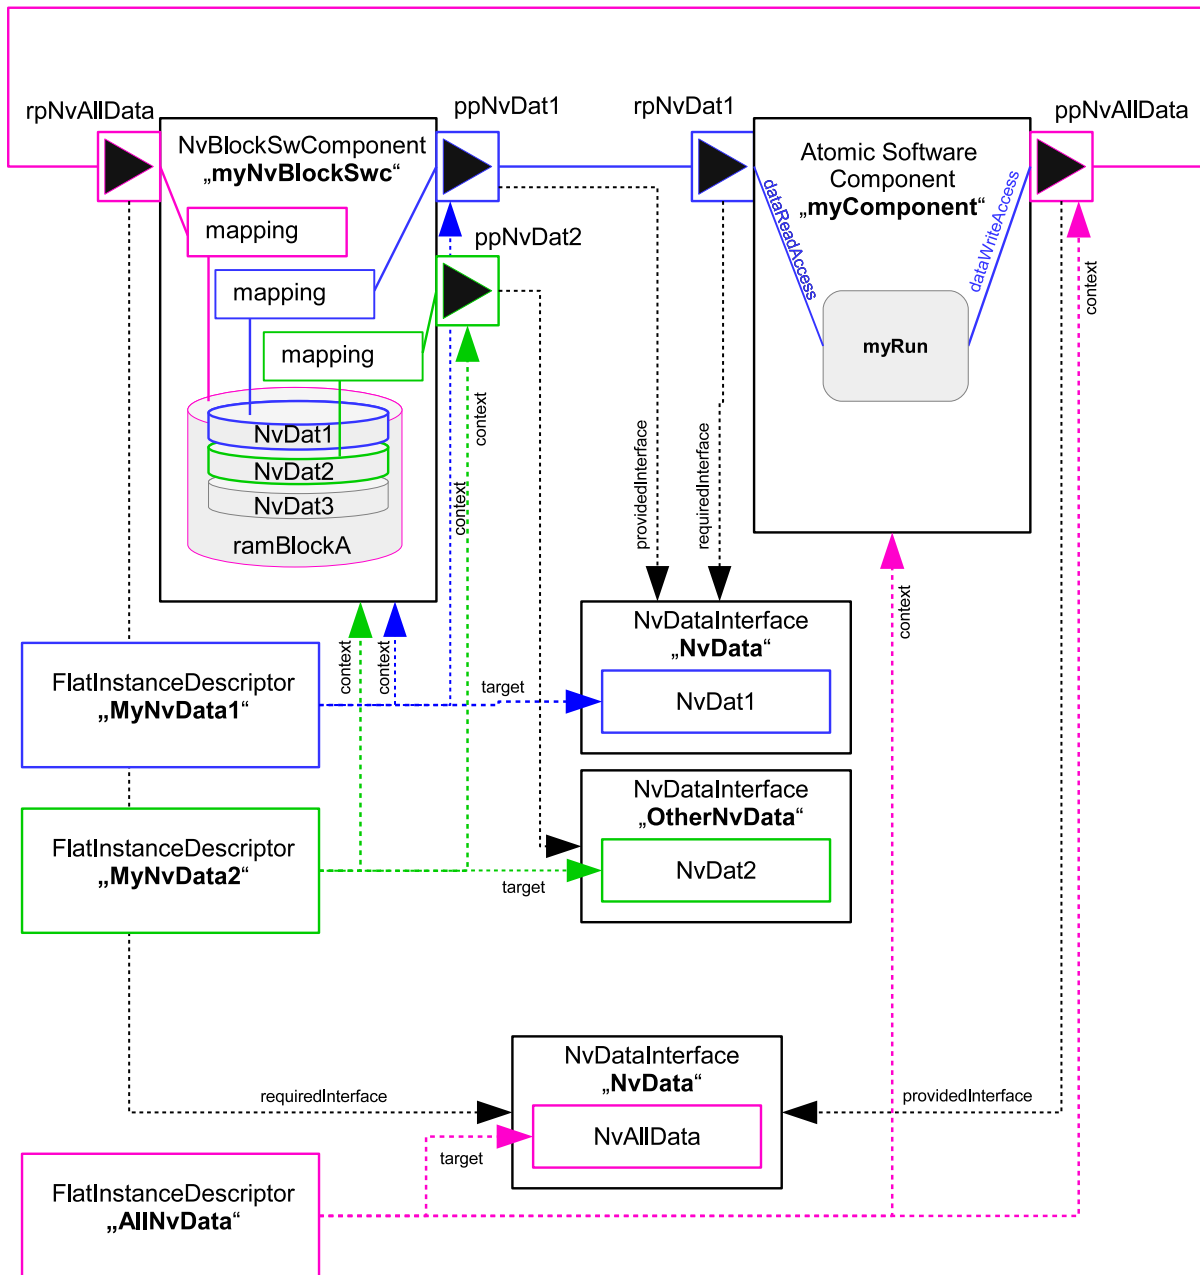 rpNvAllData
ppNvDat1
rpNvDat1
ppNvAllData
NvBlockSwComponent
„myNvBlockSwc“
Atomic Software
Component
„myComponent“
mapping
ppNvDat2
mapping
mapping
dataReadAccess
dataWriteAccess
myRun
context
NvDat1
NvDat2
NvDat3
ramBlockA
context
context
providedInterface
requiredInterface
context
FlatInstanceDescriptor
„MyNvData1“
context
context
target
NvDataInterface
„NvData“
NvDat1
NvDataInterface
„OtherNvData“
NvDat2
FlatInstanceDescriptor
„MyNvData2“
target
NvDataInterface
„NvData“
NvAllData
requiredInterface
providedInterface
target
FlatInstanceDescriptor
„AllNvData“